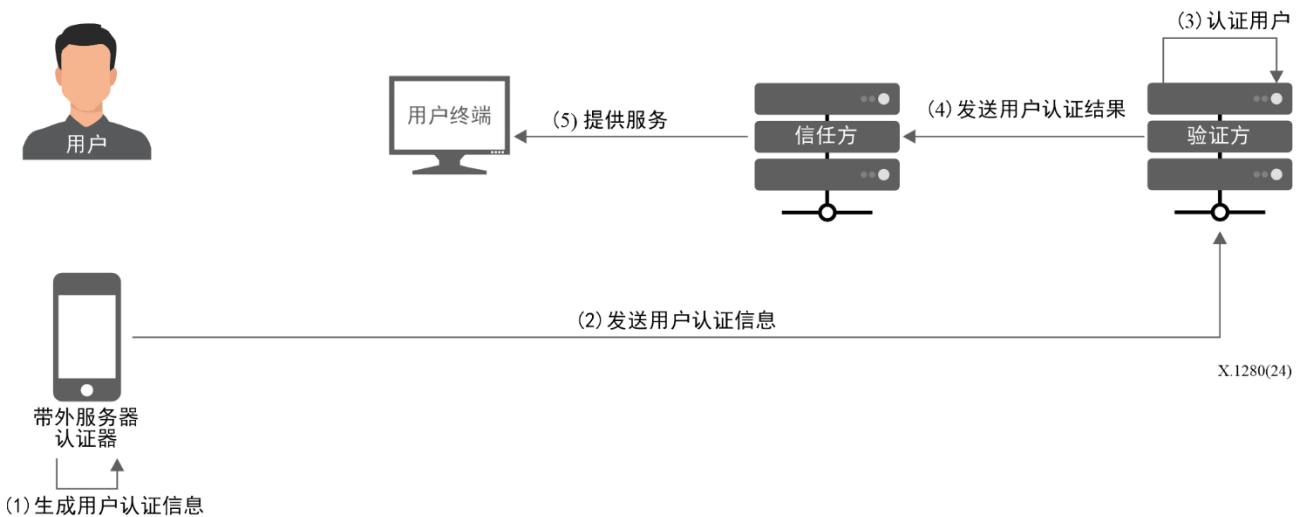 (3)认证用户
用户终端
(5) 提供服务
信任方
(4)发送用户认证结果
验证方
用户
(2)发送用户认证信息
X.1280(24)
带外服务器
认证器
(1)生成用户认证信息